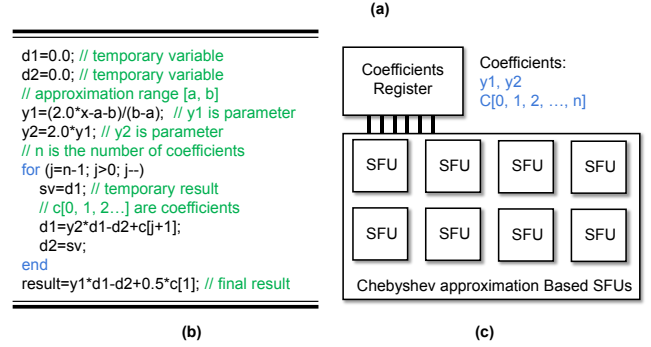 (a)
d1=0.0; // temporary variable
d2=0.0; // temporary variable
// approximation range [a, b]
y1=(2.0*x-a-b)/(b-a); // y1 is parameter
y2=2.0*y1; // y2 is parameter
// n is the number of coefficients
for (j=n-1; j>0; j--)
sv=d1; // temporary result
// c[0, 1, 2…] are coefficients
d1=y2*d1-d2+c[j+1];
d2=sv;
end
result=y1*d1-d2+0.5*c[1]; // final result
(b)
Coefficients
Register
Coefficients:
y1, y2
C[0, 1, 2, …, n]
SFU SFU SFU SFU
SFU SFU SFU SFU
Chebyshev approximation Based SFUs
(c)